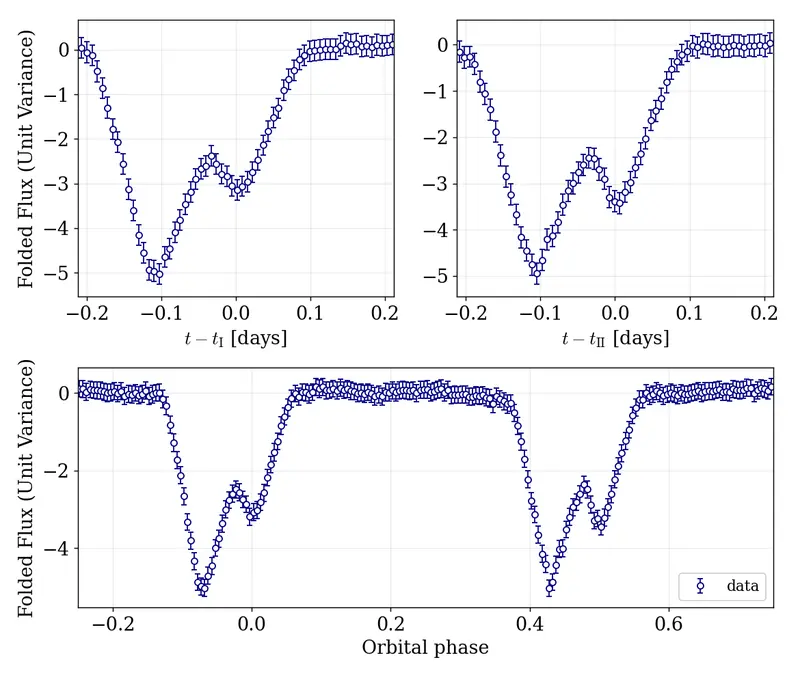 Folded Flux (Unit Variance)
0
−1
−2
−3
−4
−5
−0.2 −0.1 0.0 0.1 0.2
t − tI [days]
0
−1
−2
−3
−4
−5
−0.2 −0.1 0.0 0.1 0.2
t − tII [days]
Folded Flux (Unit Variance)
0
−2
−4
data
−0.2 0.0 0.2 0.4 0.6
Orbital phase